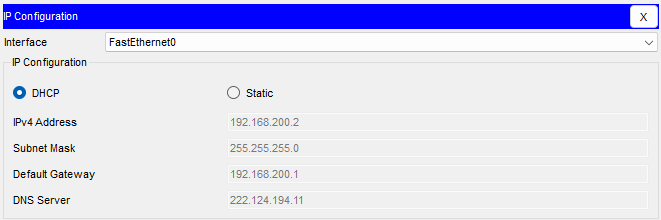 IP Configuration X
Interface FastEthernet0
IP Configuration
DHCP Static
IPv4 Address 192.168.200.2
Subnet Mask 255.255.255.0
Default Gateway 192.168.200.1
DNS Server 222.124.194.11